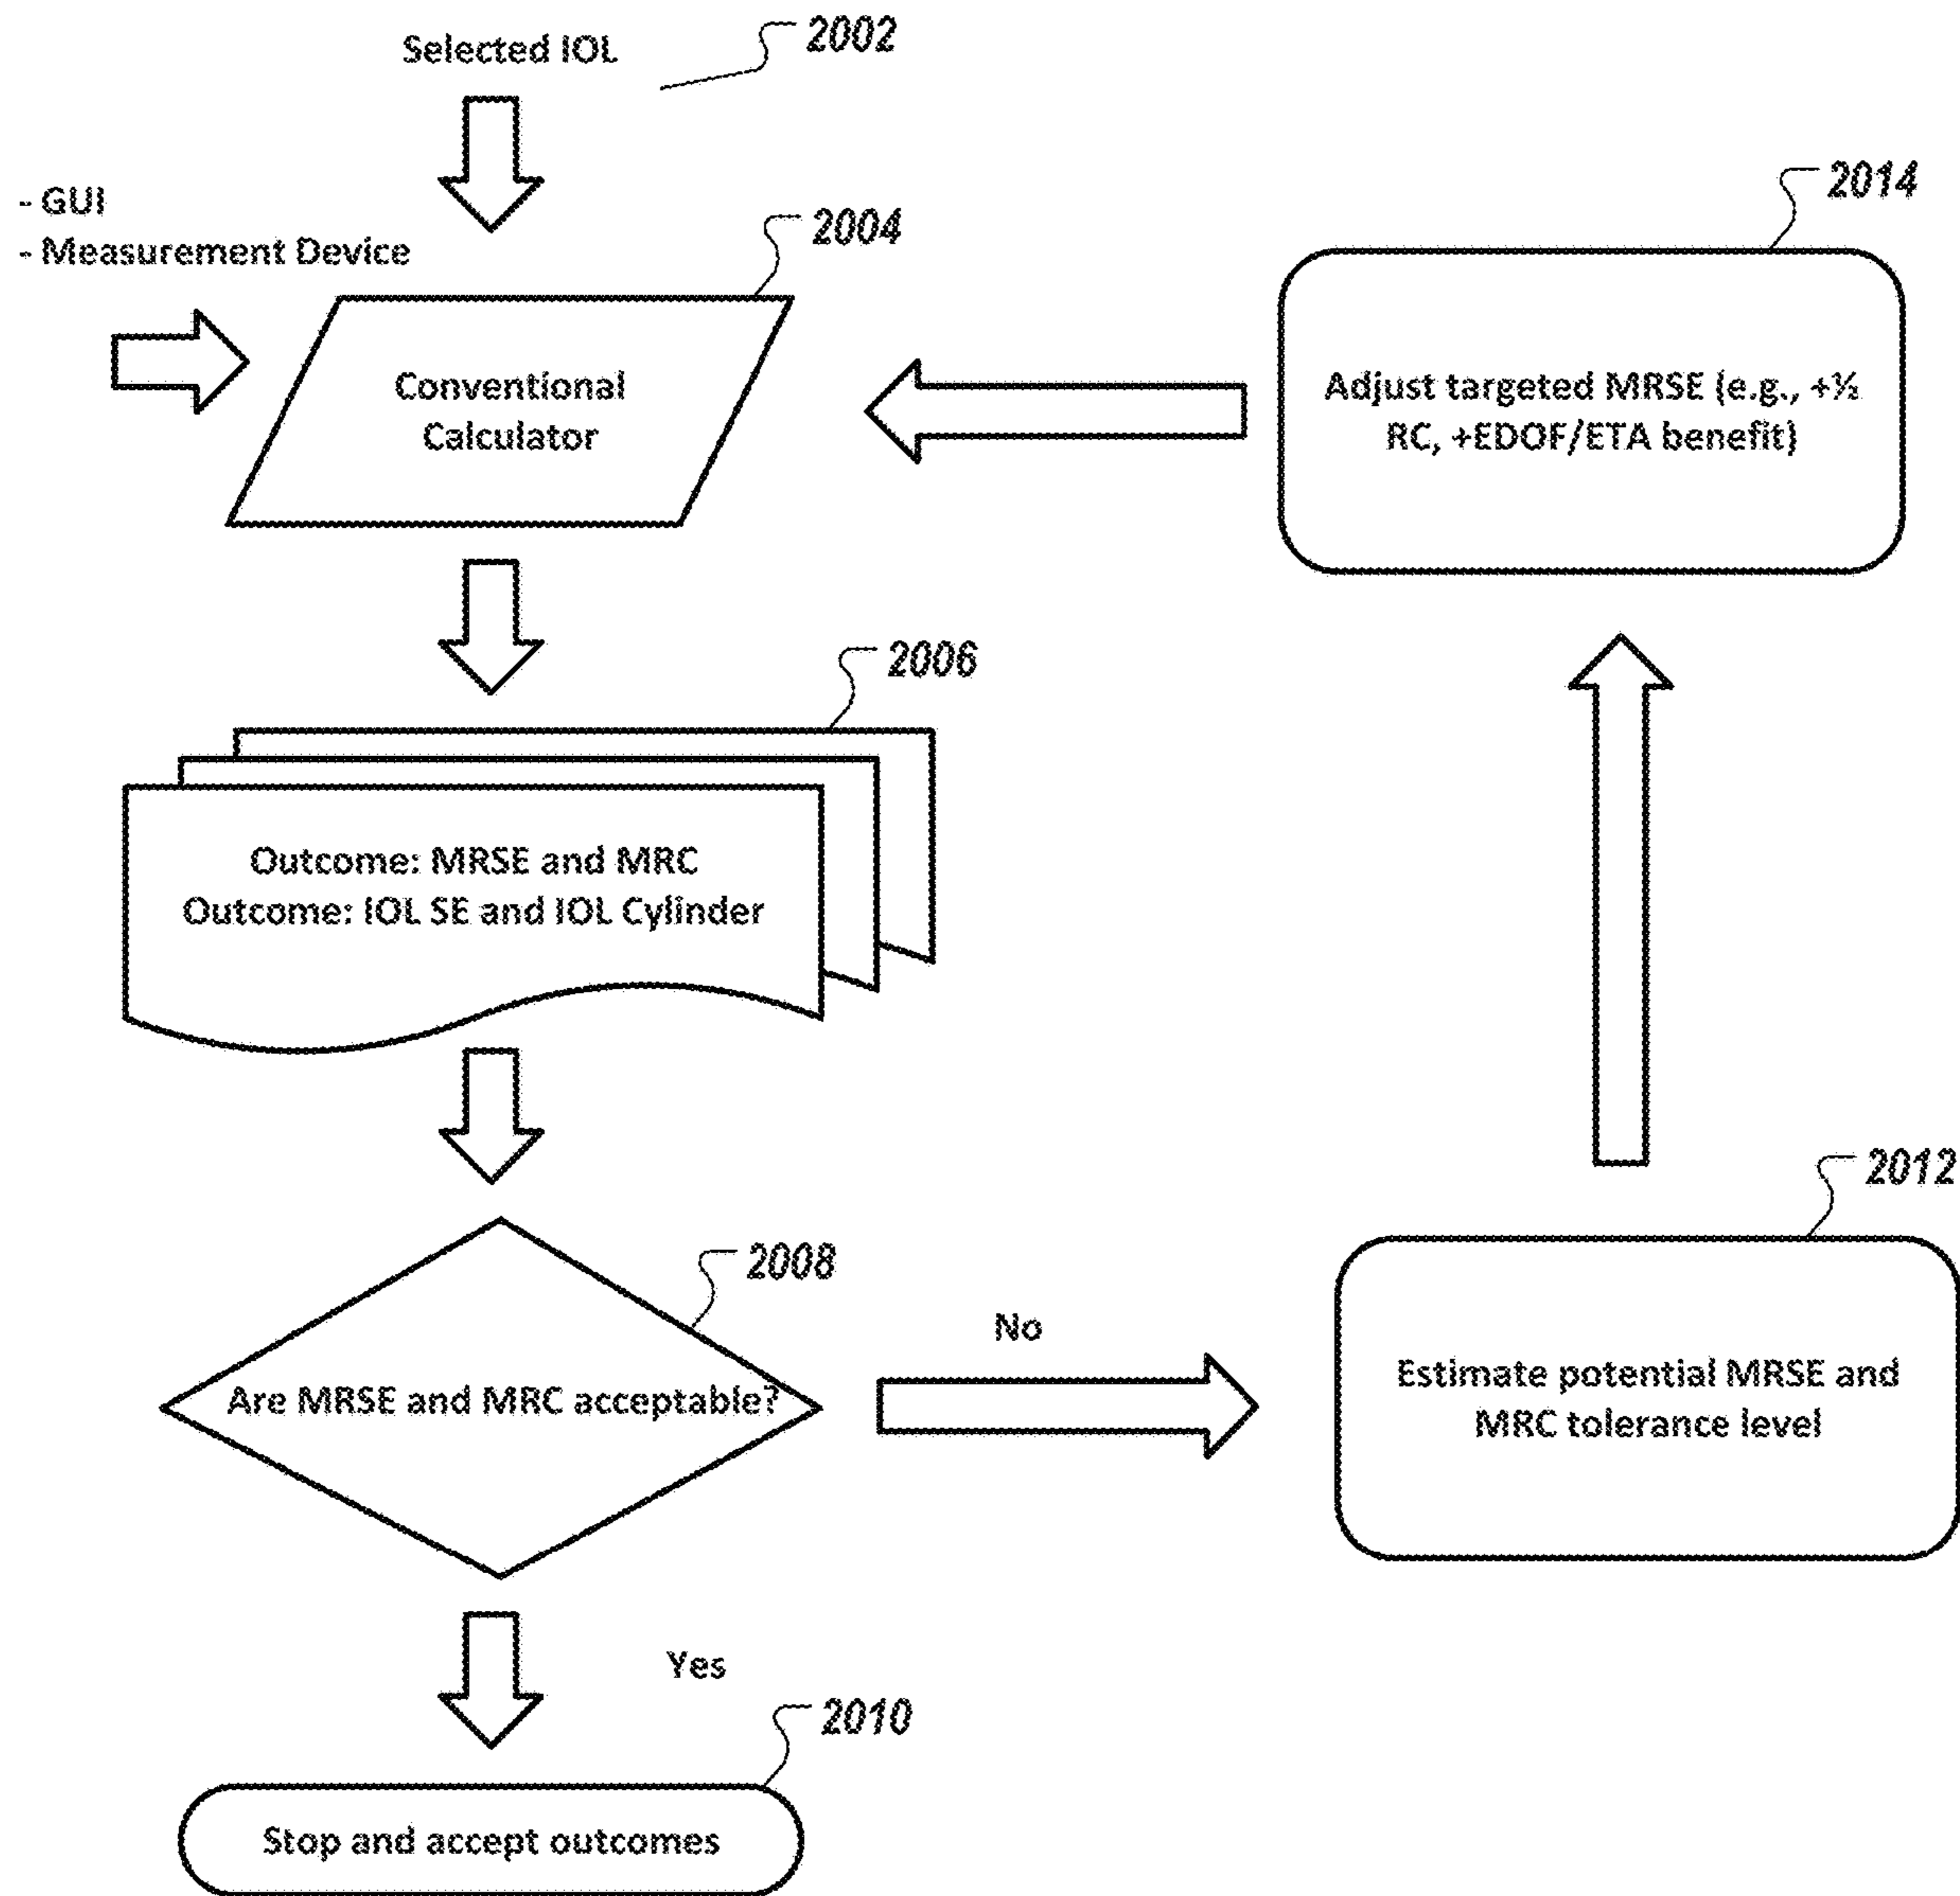 Selected IOL
2002
- GUI
- Measurement Device
2004
Conventional
Calculator
2014
Adjust targeted MRSE (e.g., +½
RC, +EDOF/ETA benefit)
2006
Outcome: MRSE and MRC
Outcome: IOL SE and IOL Cylinder
2008
Are MRSE and MRC acceptable?
No
2012
Estimate potential MRSE and
MRC tolerance level
Yes
2010
Stop and accept outcomes